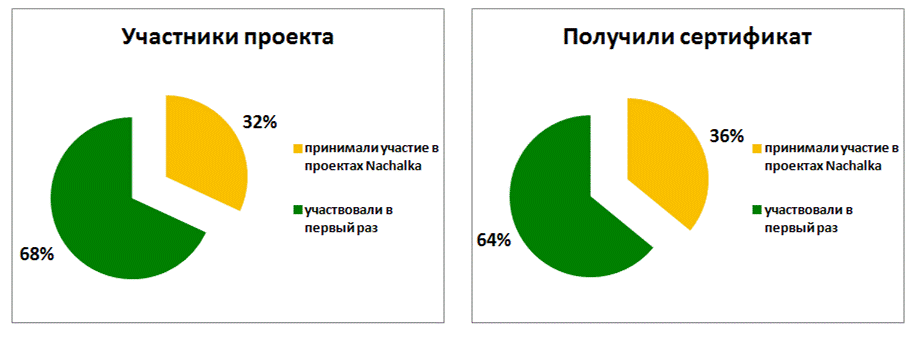 Участники проекта
32%
принимали участие в
проектах Nachalka
участвовали в
первый раз
68%
Получили сертификат
36%
принимали участие в
проектах Nachalka
участвовали в
первый раз
64%